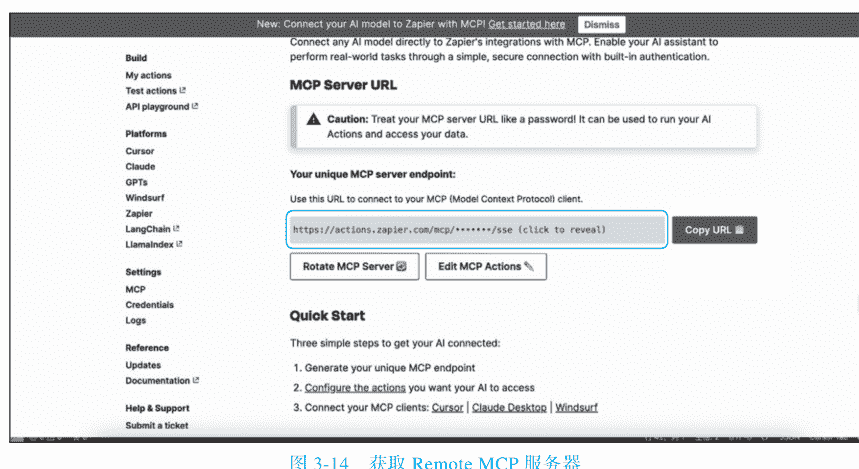 New: Connect your AI model to Zapier with MCP! Get started here Dismiss
Connect any AI model directly to Zapier's integrations with MCP. Enable your AI assistant to
perform real-world tasks through a simple, secure connection with built-in authentication.
Build
My actions
Test actions
API playground
Platforms
Cursor
Claude
GPTs
Windsurf
Zapier
LangChain
LlamaIndex
Settings
MCP
Credentials
Logs
Reference
Updates
Documentation
Help & Support
Submit a ticket
MCP Server URL
Caution: Treat your MCP server URL like a password! It can be used to run your AI
Actions and access your data.
Your unique MCP server endpoint:
Use this URL to connect to your MCP (Model Context Protocol) client.
https://actions.zapier.com/mcp/•••••••/sse (click to reveal)
Copy URL
Rotate MCP Server
Edit MCP Actions
Quick Start
Three simple steps to get your AI connected:
1. Generate your unique MCP endpoint
2. Configure the actions you want your AI to access
3. Connect your MCP clients: Cursor | Claude Desktop | Windsurf
图 3-14 获取 Remote MCP 服务器